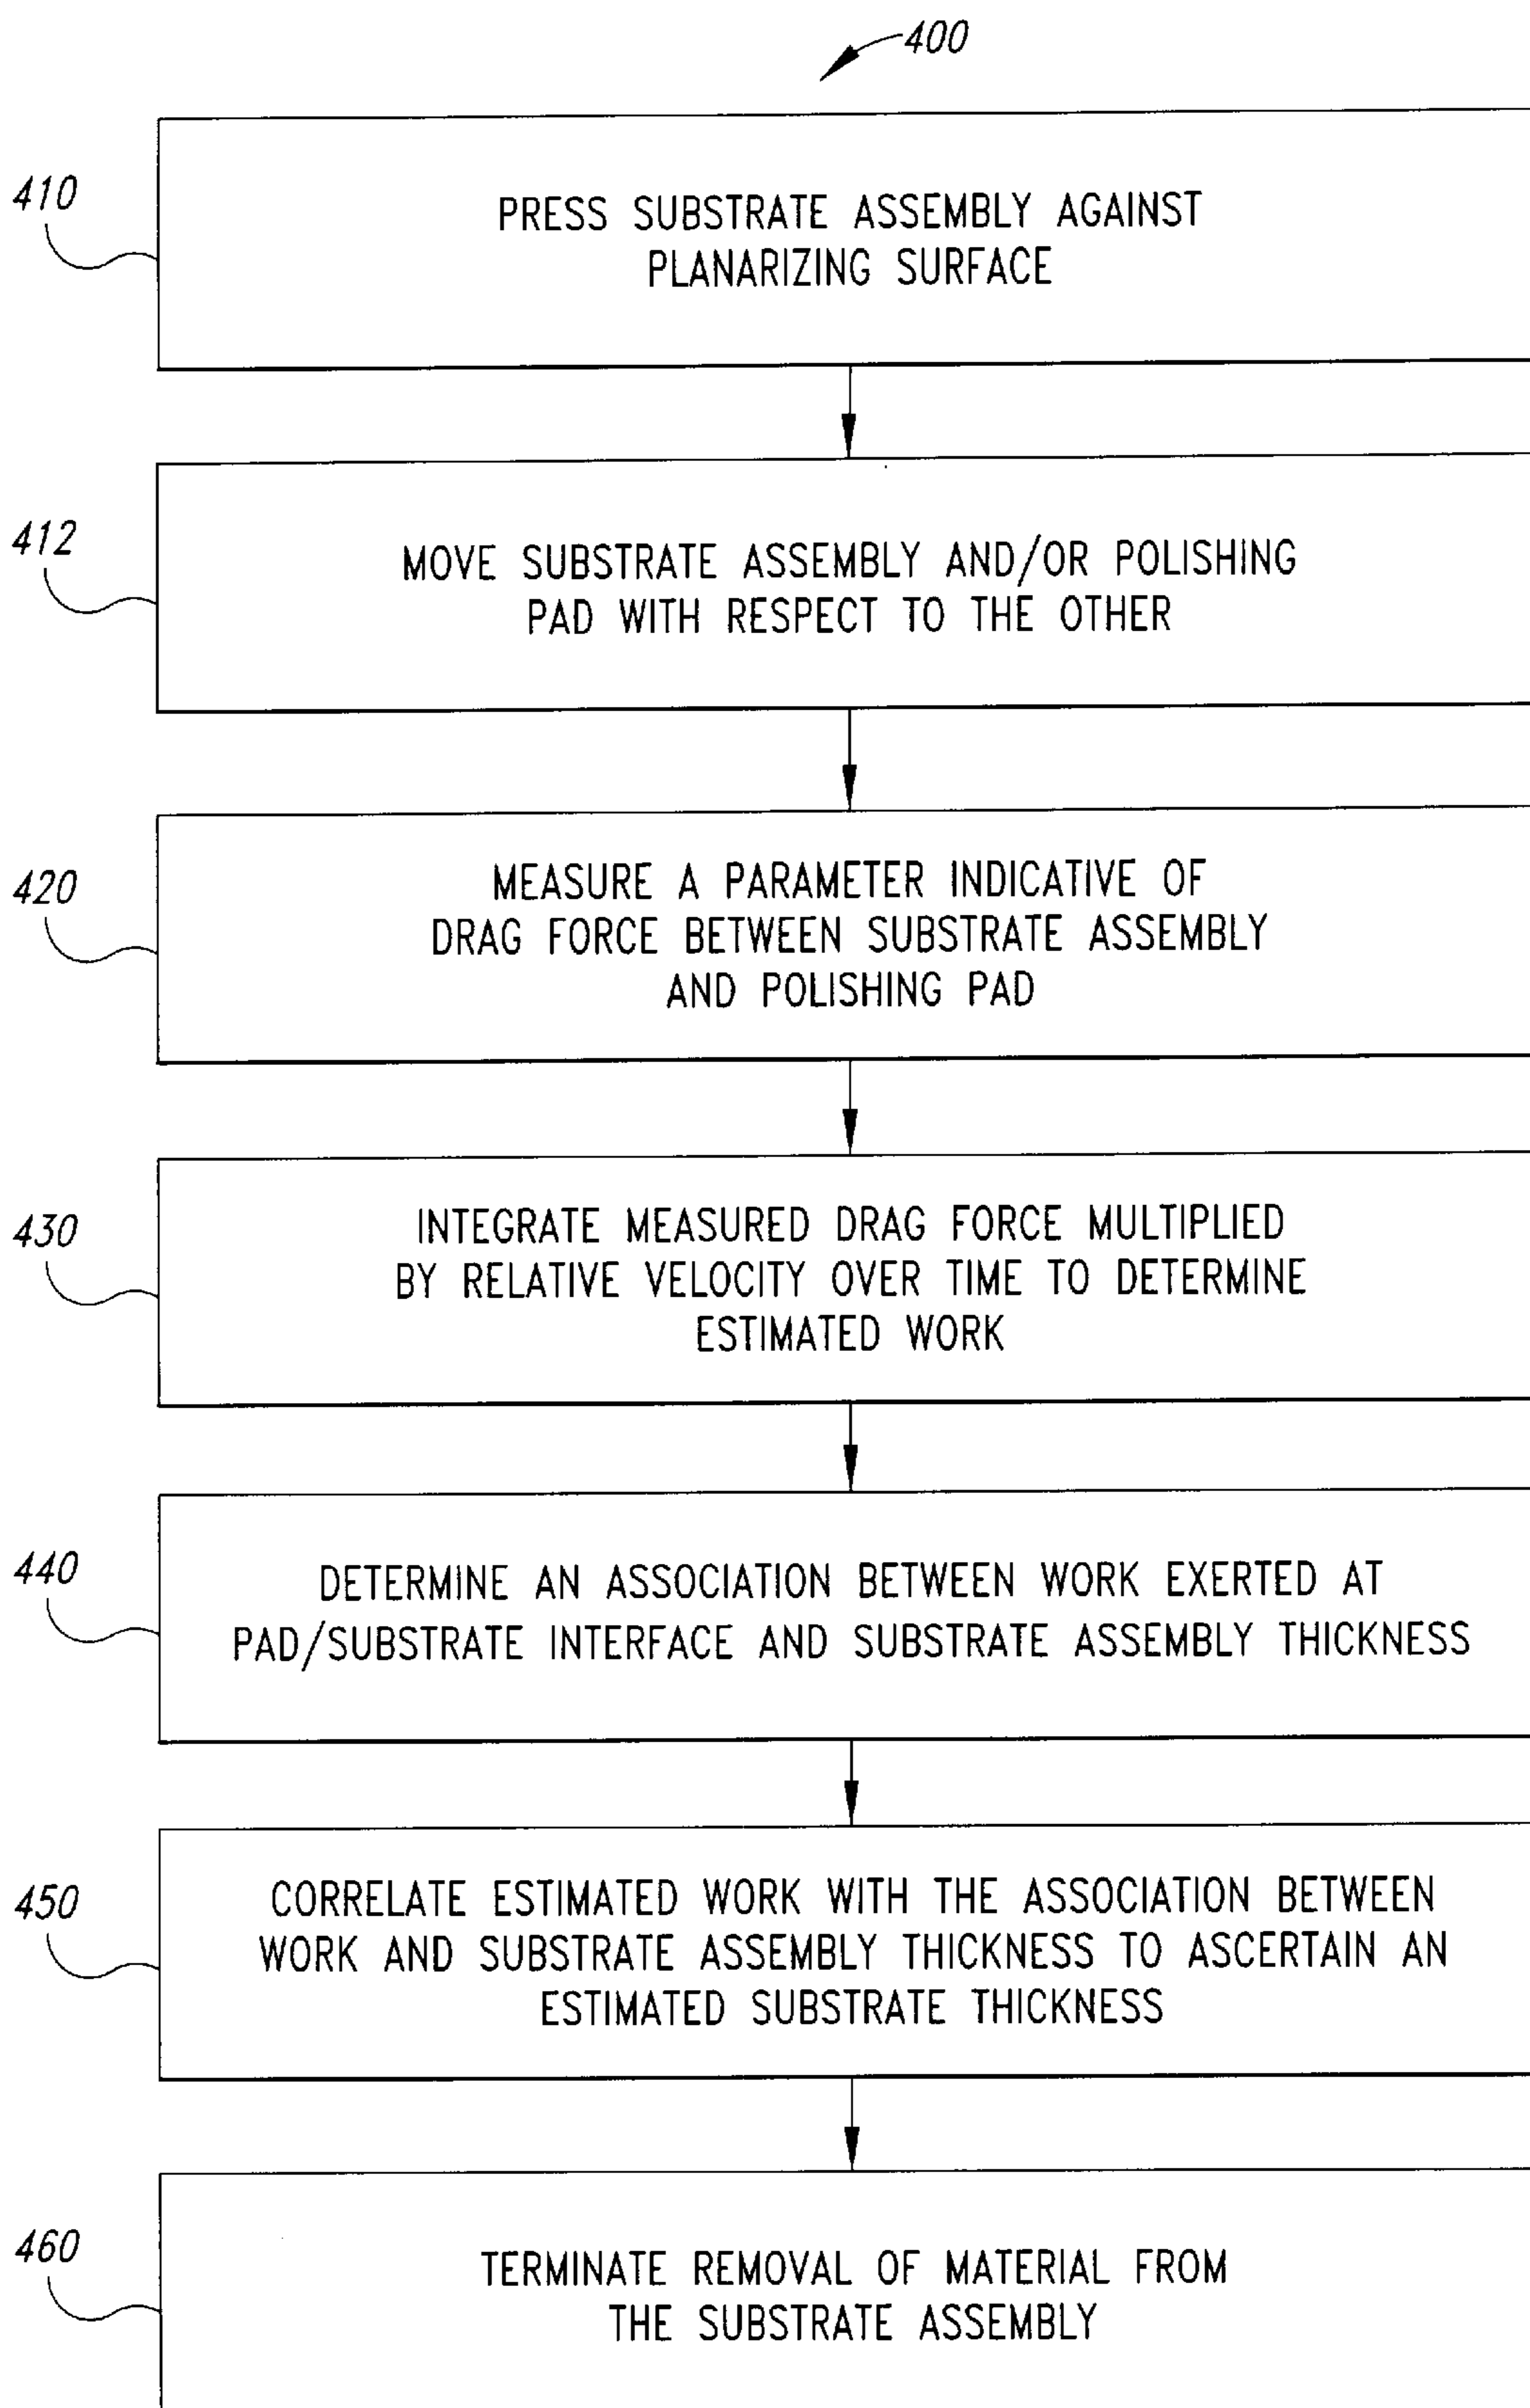 400
410
PRESS SUBSTRATE ASSEMBLY AGAINST
PLANARIZING SURFACE
412
MOVE SUBSTRATE ASSEMBLY AND/OR POLISHING
PAD WITH RESPECT TO THE OTHER
420
MEASURE A PARAMETER INDICATIVE OF
DRAG FORCE BETWEEN SUBSTRATE ASSEMBLY
AND POLISHING PAD
430
INTEGRATE MEASURED DRAG FORCE MULTIPLIED
BY RELATIVE VELOCITY OVER TIME TO DETERMINE
ESTIMATED WORK
440
DETERMINE AN ASSOCIATION BETWEEN WORK EXERTED AT
PAD/SUBSTRATE INTERFACE AND SUBSTRATE ASSEMBLY THICKNESS
450
CORRELATE ESTIMATED WORK WITH THE ASSOCIATION BETWEEN
WORK AND SUBSTRATE ASSEMBLY THICKNESS TO ASCERTAIN AN
ESTIMATED SUBSTRATE THICKNESS
460
TERMINATE REMOVAL OF MATERIAL FROM
THE SUBSTRATE ASSEMBLY